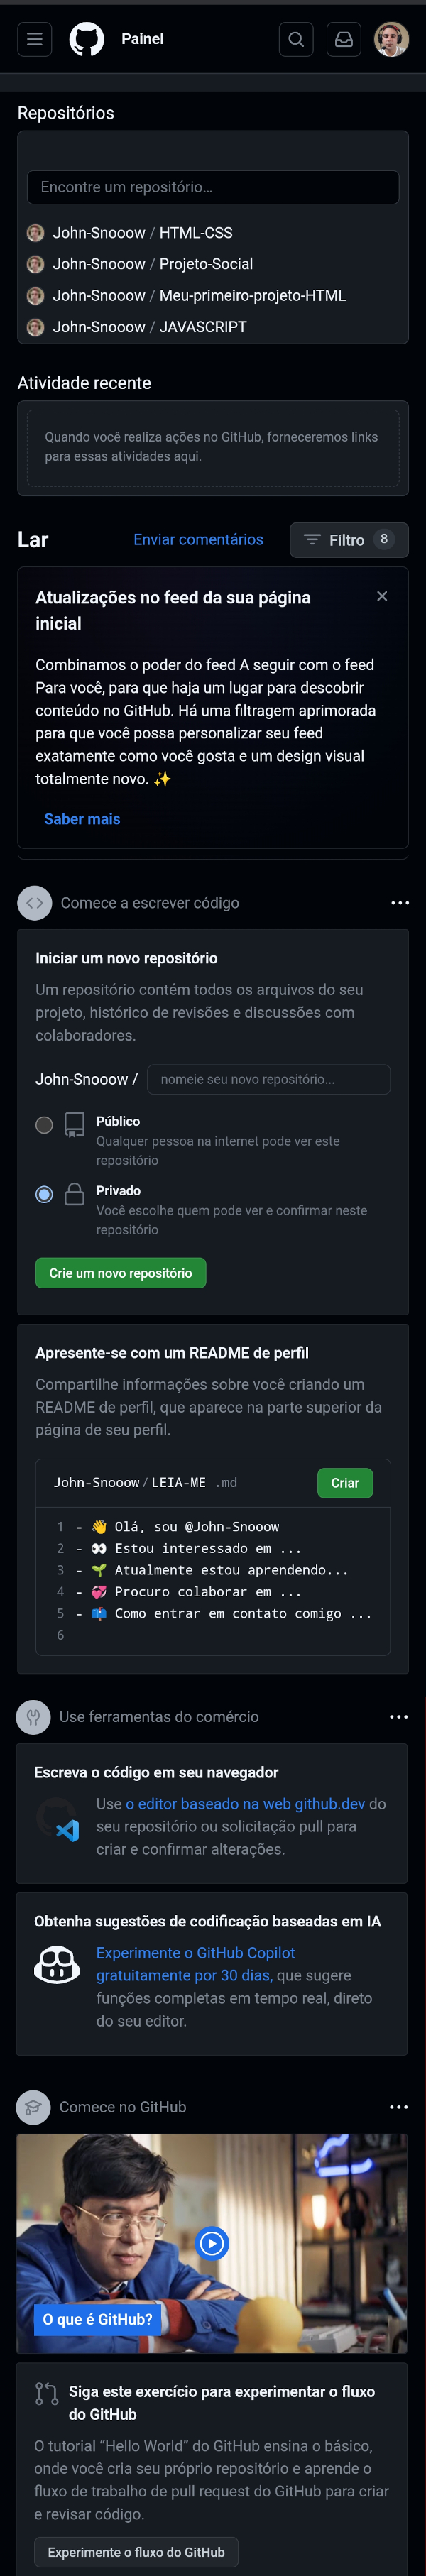 Painel
Repositórios
Encontre um repositório…
John-Snooow / HTML-CSS
John-Snooow / Projeto-Social
John-Snooow / Meu-primeiro-projeto-HTML
John-Snooow / JAVASCRIPT
Atividade recente
Quando você realiza ações no GitHub, forneceremos links
para essas atividades aqui.
Lar Enviar comentários Filtro 8
Atualizações no feed da sua página
inicial
Combinamos o poder do feed A seguir com o feed
Para você, para que haja um lugar para descobrir
conteúdo no GitHub. Há uma filtragem aprimorada
para que você possa personalizar seu feed
exatamente como você gosta e um design visual
totalmente novo. ✨
Saber mais
Comece a escrever código
Iniciar um novo repositório
Um repositório contém todos os arquivos do seu
projeto, histórico de revisões e discussões com
colaboradores.
John-Snooow / nomeie seu novo repositório...
Público
Qualquer pessoa na internet pode ver este
repositório
Privado
Você escolhe quem pode ver e confirmar neste
repositório
Crie um novo repositório
Apresente-se com um README de perfil
Compartilhe informações sobre você criando um
README de perfil, que aparece na parte superior da
página de seu perfil.
John-Snooow / LEIA-ME .md Criar
1 - 👋 Olá, sou @John-Snooow
2 - 👀 Estou interessado em ...
3 - 🌱 Atualmente estou aprendendo...
4 - 💞️ Procuro colaborar em ...
5 - 📫 Como entrar em contato comigo ...
6
Use ferramentas do comércio
Escreva o código em seu navegador
Use o editor baseado na web github.dev do
seu repositório ou solicitação pull para
criar e confirmar alterações.
Obtenha sugestões de codificação baseadas em IA
Experimente o GitHub Copilot
gratuitamente por 30 dias, que sugere
funções completas em tempo real, direto
do seu editor.
Comece no GitHub
O que é GitHub?
Siga este exercício para experimentar o fluxo
do GitHub
O tutorial “Hello World” do GitHub ensina o básico,
onde você cria seu próprio repositório e aprende o
fluxo de trabalho de pull request do GitHub para criar
e revisar código.
Experimente o fluxo do GitHub